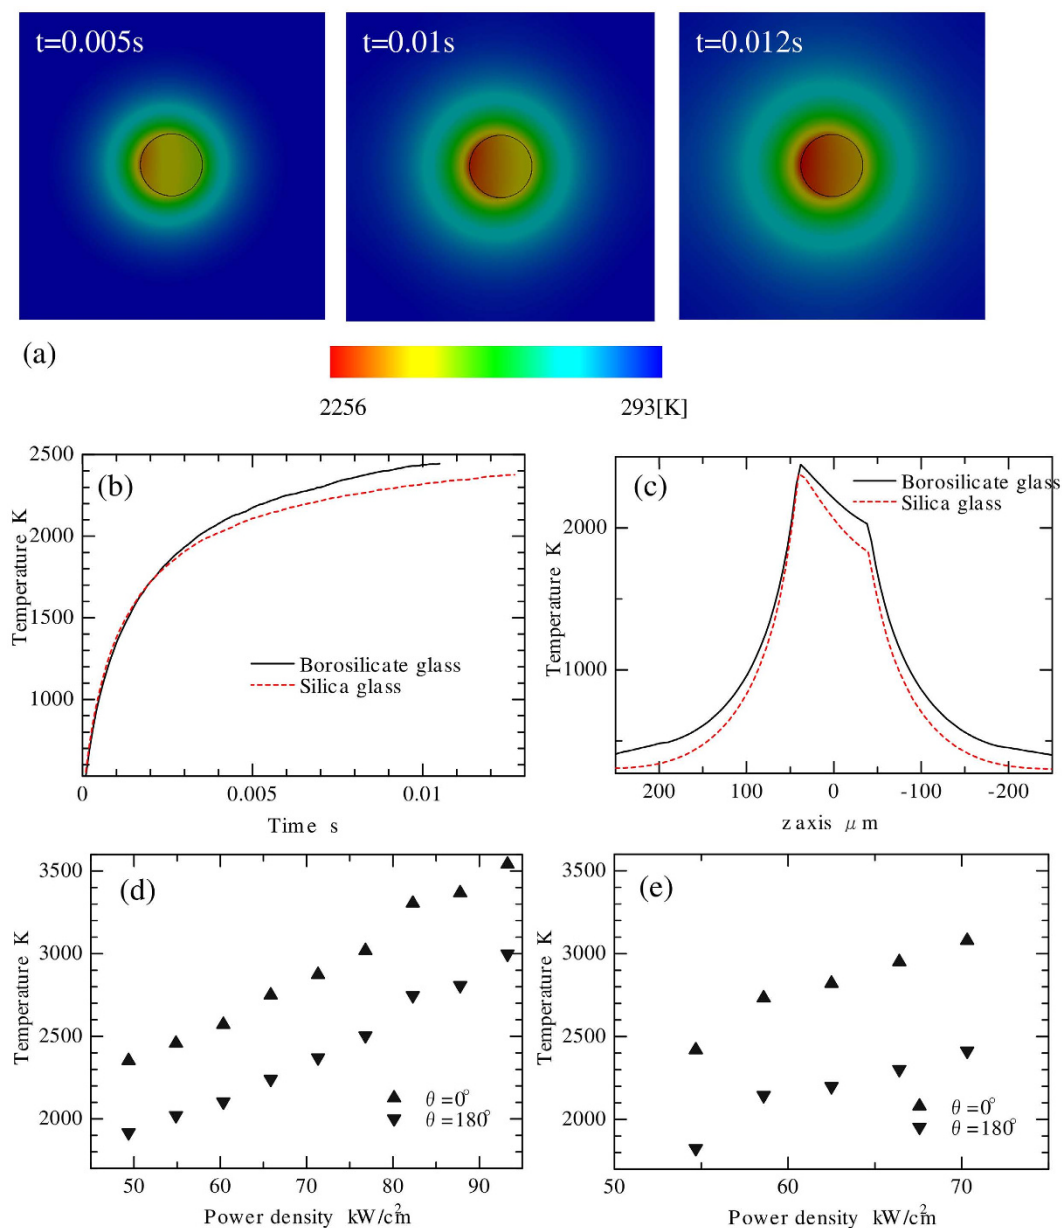 t=0.005s
t=0.01s
t=0.012s
(a)
2256
293[K]
2500
2000
1500
1000
Temperature K
(b)
Borosilicate glass
Silica glass
0
0.005
0.01
Time s
2000
1000
Temperature K
(c)
Borosilicate glass
Silica glass
200
100
0
-100
-200
z axis μm
3500
3000
2500
2000
Temperature K
(d)
θ=0°
θ=180°
50
60
70
80
90
Power density kW/cm²
3500
3000
2500
2000
Temperature K
(e)
θ=0°
θ=180°
50
60
70
Power density kW/cm²